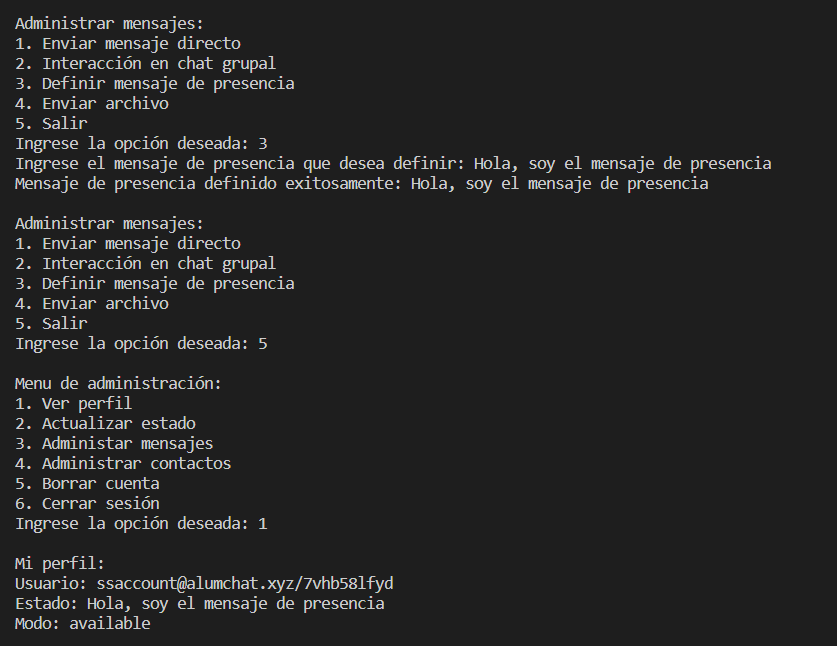 Administrar mensajes:
1. Enviar mensaje directo
2. Interacción en chat grupal
3. Definir mensaje de presencia
4. Enviar archivo
5. Salir
Ingrese la opción deseada: 3
Ingrese el mensaje de presencia que desea definir: Hola, soy el mensaje de presencia
Mensaje de presencia definido exitosamente: Hola, soy el mensaje de presencia
Administrar mensajes:
1. Enviar mensaje directo
2. Interacción en chat grupal
3. Definir mensaje de presencia
4. Enviar archivo
5. Salir
Ingrese la opción deseada: 5
Menu de administración:
1. Ver perfil
2. Actualizar estado
3. Administar mensajes
4. Administrar contactos
5. Borrar cuenta
6. Cerrar sesión
Ingrese la opción deseada: 1
Mi perfil:
Usuario: ssaccount@alumchat.xyz/7vhb58lfyd
Estado: Hola, soy el mensaje de presencia
Modo: available